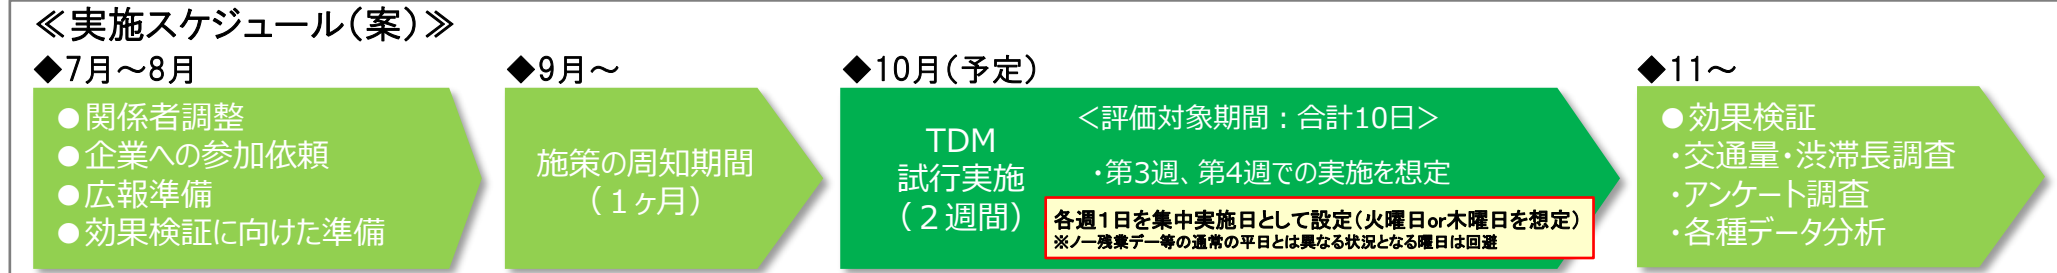 ≪実施スケジュール(案)≫
◆7月～8月
●関係者調整
●企業への参加依頼
●広報準備
●効果検証に向けた準備
◆9月～
施策の周知期間
(１ヶ月)
◆10月(予定)
TDM
試行実施
(２週間)
＜評価対象期間：合計10日＞
・第3週、第4週での実施を想定
各週１日を集中実施日として設定(火曜日or木曜日を想定)
※ノー残業デー等の通常の平日とは異なる状況となる曜日は回避
◆11～
●効果検証
・交通量・渋滞長調査
・アンケート調査
・各種データ分析